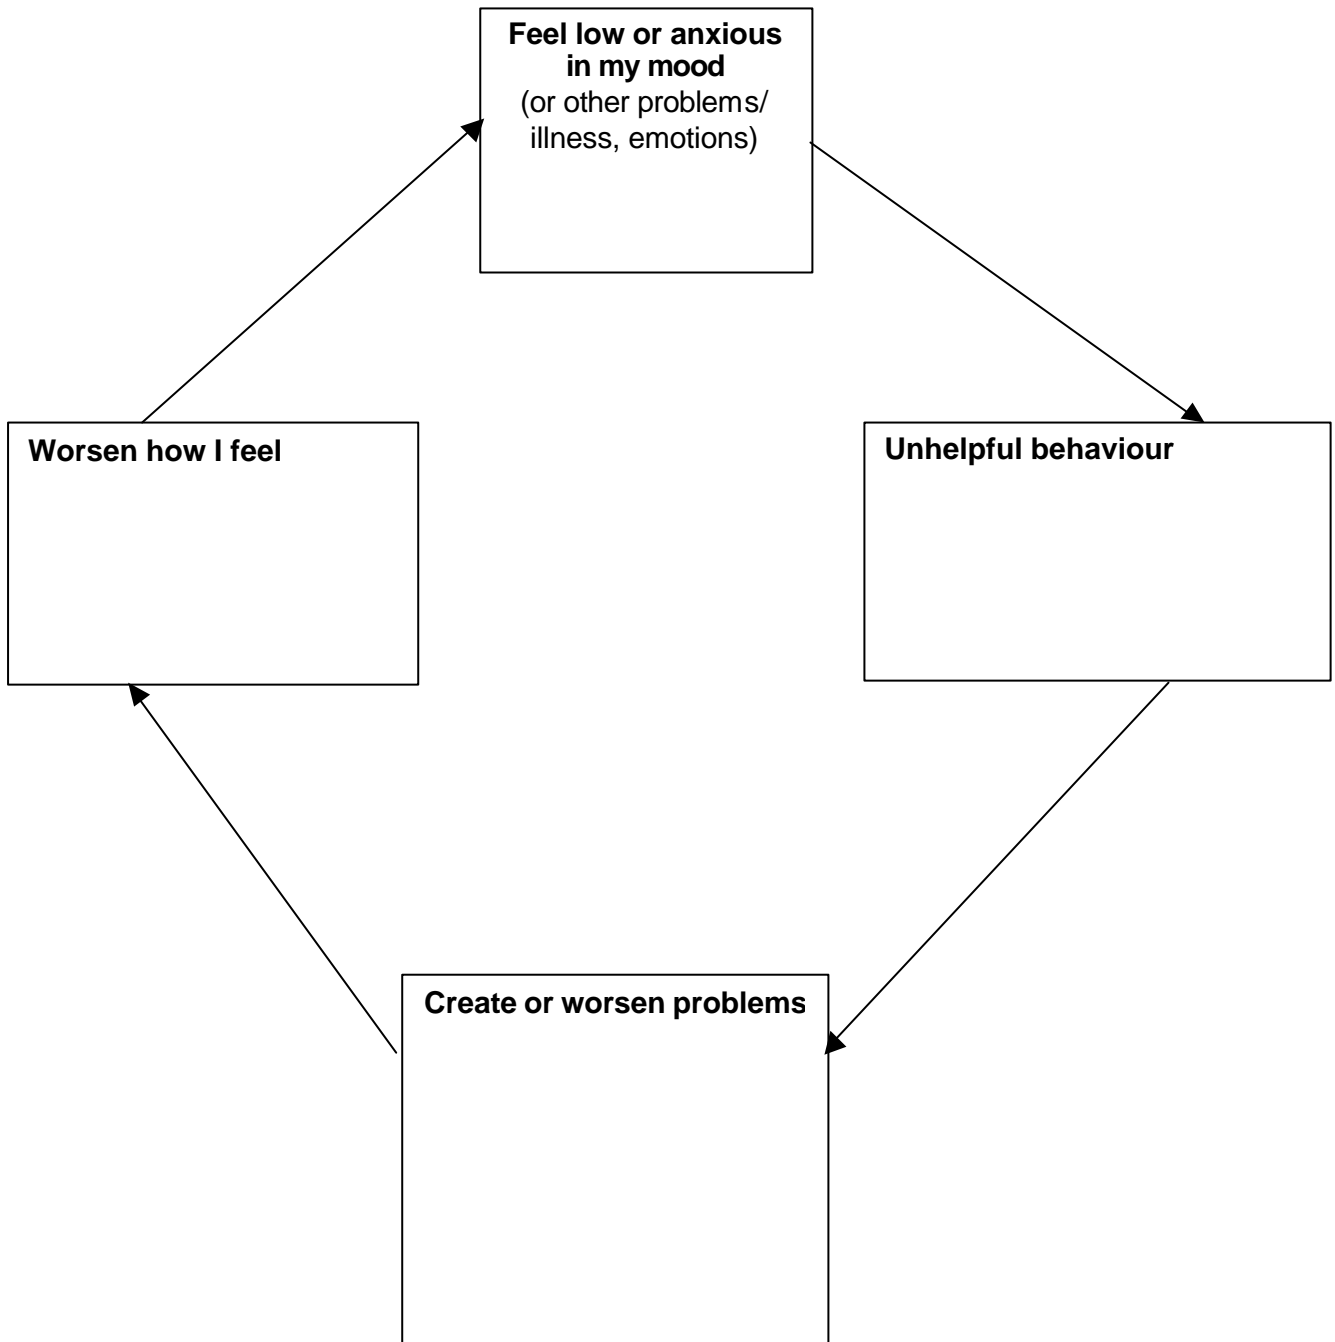 Feel low or anxious
in my mood
(or other problems/
illness, emotions)
Worsen how I feel
Unhelpful behaviour
Create or worsen problems